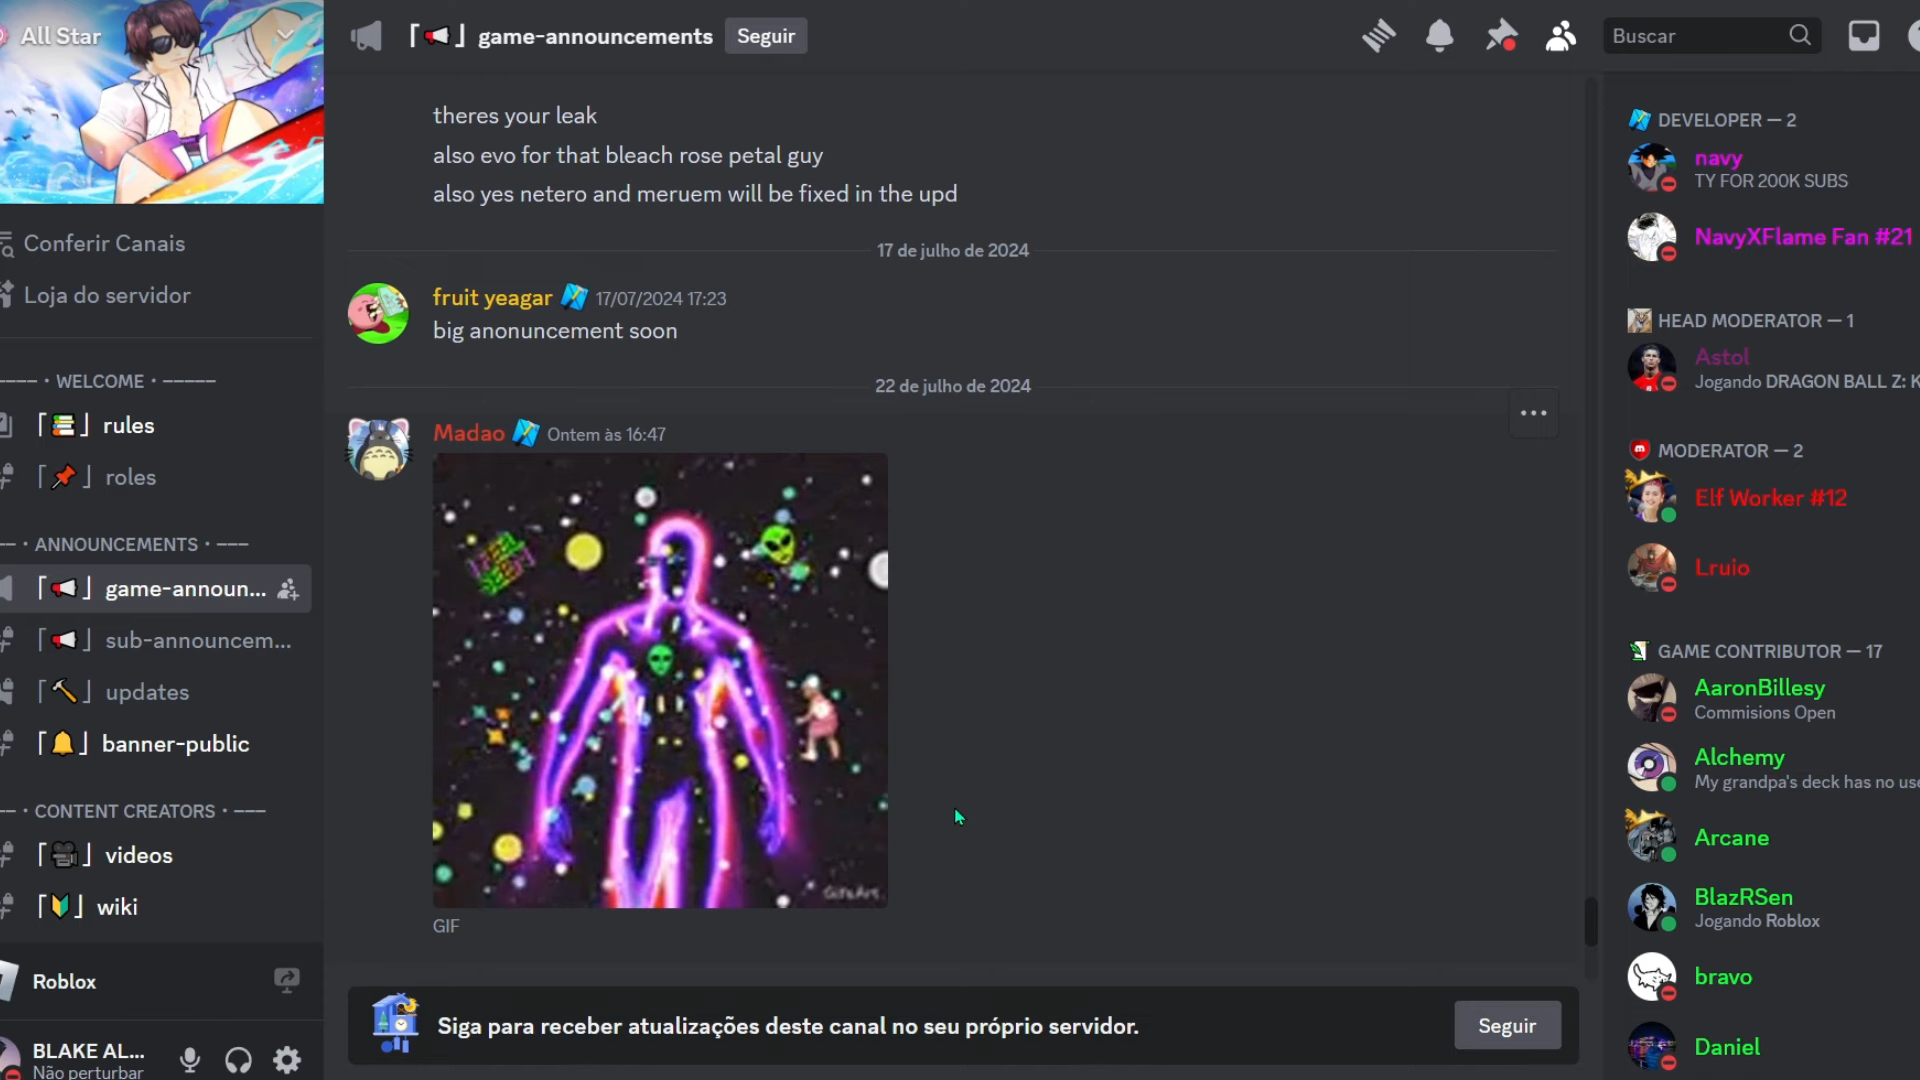 All Star
Conferir Canais
Loja do servidor
---- · WELCOME · -----
「📚」 rules
「📌」 roles
-- · ANNOUNCEMENTS · ---
「📢」 game-announ...
「📢」 sub-announcem...
「🔨」 updates
「🔔」 banner-public
-- · CONTENT CREATORS · ---
「🎥」 videos
「🔰」 wiki
Roblox
BLAKE AL...
Não perturbar
「📢」 game-announcements
Seguir
Buscar
theres your leak
also evo for that bleach rose petal guy
also yes netero and meruem will be fixed in the upd
17 de julho de 2024
fruit yeagar 17/07/2024 17:23
big anonuncement soon
22 de julho de 2024
Madao Ontem às 16:47
GIF
Siga para receber atualizações deste canal no seu próprio servidor.
Seguir
DEVELOPER — 2
navy
TY FOR 200K SUBS
NavyXFlame Fan #21
HEAD MODERATOR — 1
Astol
Jogando DRAGON BALL Z: K
MODERATOR — 2
Elf Worker #12
Lruio
GAME CONTRIBUTOR — 17
AaronBillesy
Commisions Open
Alchemy
My grandpa's deck has no use
Arcane
BlazRSen
Jogando Roblox
bravo
Daniel